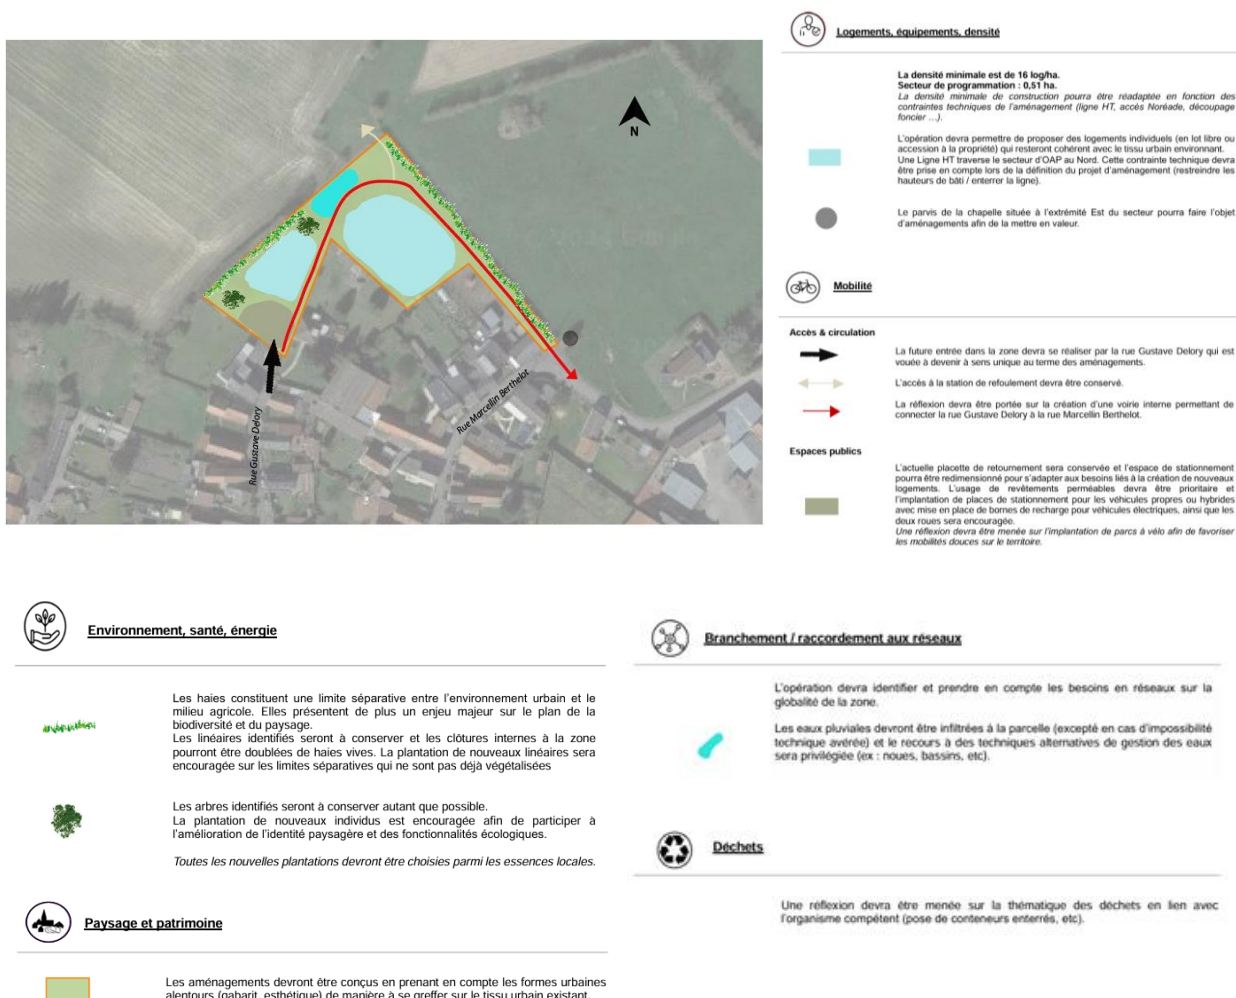 N
Rue Gustave Delory
Rue Marcellin Berthelot
Logements, équipements, densité
La densité minimale est de 16 log/ha.
Secteur de programmation : 0,51 ha.
La densité minimale de construction pourra être réadaptée en fonction des
contraintes techniques de l'aménagement (ligne HT, accès Noréade, découpage
foncier ...).
L'opération devra permettre de proposer des logements individuels (en lot libre ou
accession à la propriété) qui resteront cohérent avec le tissu urbain environnant.
Une Ligne HT traverse le secteur d'OAP au Nord. Cette contrainte technique devra
être prise en compte lors de la définition du projet d'aménagement (restreindre les
hauteurs de bâti / enterrer la ligne).
Le parvis de la chapelle située à l'extrémité Est du secteur pourra faire l'objet
d'aménagements afin de la mettre en valeur.
Mobilité
Accès & circulation
La future entrée dans la zone devra se réaliser par la rue Gustave Delory qui est
vouée à devenir à sens unique au terme des aménagements.
L'accès à la station de refoulement devra être conservé.
La réflexion devra être portée sur la création d'une voirie interne permettant de
connecter la rue Gustave Delory à la rue Marcellin Berthelot.
Espaces publics
L'actuelle placette de retournement sera conservée et l'espace de stationnement
pourra être redimensionné pour s'adapter aux besoins liés à la création de nouveaux
logements. L'usage de revêtements perméables devra être prioritaire et
l'implantation de places de stationnement pour les véhicules propres ou hybrides
avec mise en place de bornes de recharge pour véhicules électriques, ainsi que les
deux roues sera encouragée.
Une réflexion devra être menée sur l'implantation de parcs à vélo afin de favoriser
les mobilités douces sur le territoire.
Environnement, santé, énergie
Les haies constituent une limite séparative entre l'environnement urbain et le
milieu agricole. Elles présentent de plus un enjeu majeur sur le plan de la
biodiversité et du paysage.
Les linéaires identifiés seront à conserver et les clôtures internes à la zone
pourront être doublées de haies vives. La plantation de nouveaux linéaires sera
encouragée sur les limites séparatives qui ne sont pas déjà végétalisées
Les arbres identifiés seront à conserver autant que possible.
La plantation de nouveaux individus est encouragée afin de participer à
l'amélioration de l'identité paysagère et des fonctionnalités écologiques.
Toutes les nouvelles plantations devront être choisies parmi les essences locales.
Paysage et patrimoine
Les aménagements devront être conçus en prenant en compte les formes urbaines
alentours (gabarit, esthétique) de manière à se greffer sur le tissu urbain existant.
Branchement / raccordement aux réseaux
L'opération devra identifier et prendre en compte les besoins en réseaux sur la
globalité de la zone.
Les eaux pluviales devront être infiltrées à la parcelle (excepté en cas d'impossibilité
technique avérée) et le recours à des techniques alternatives de gestion des eaux
sera privilégiée (ex : noues, bassins, etc).
Déchets
Une réflexion devra être menée sur la thématique des déchets en lien avec
l'organisme compétent (pose de conteneurs enterrés, etc).